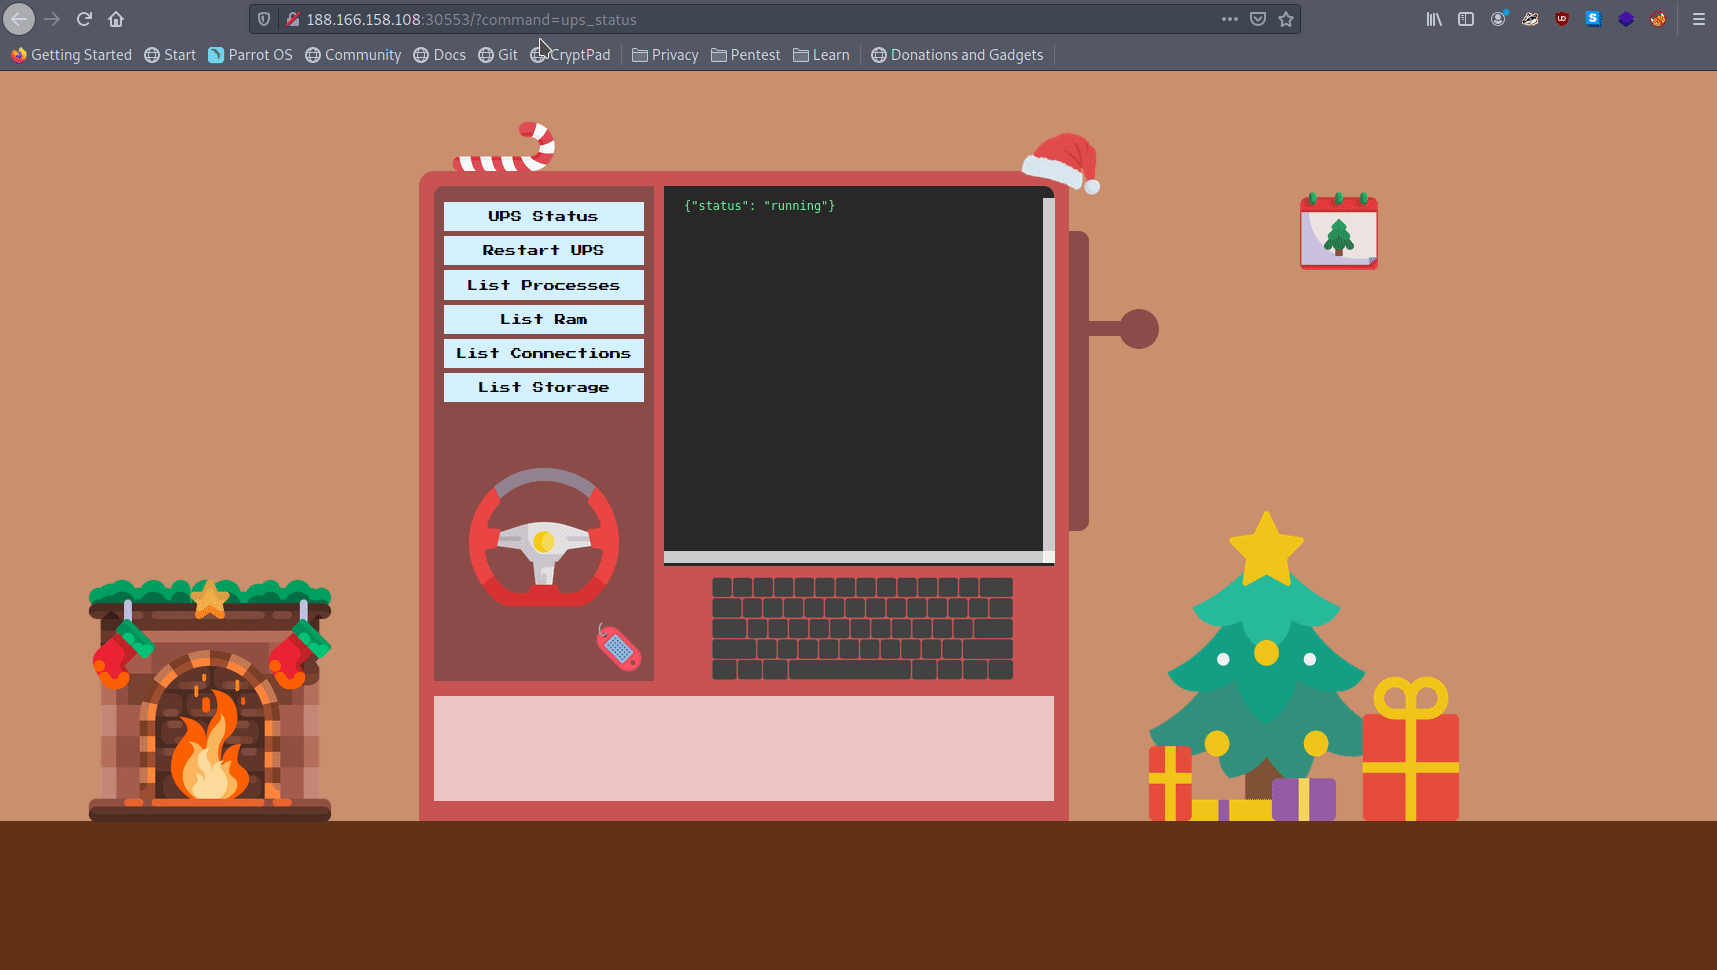 188.166.158.108:30553/?command=ups_status
Getting Started Start Parrot OS Community Docs Git CryptPad Privacy Pentest Learn Donations and Gadgets
UPS Status
Restart UPS
List Processes
List Ram
List Connections
List Storage
{"status": "running"}